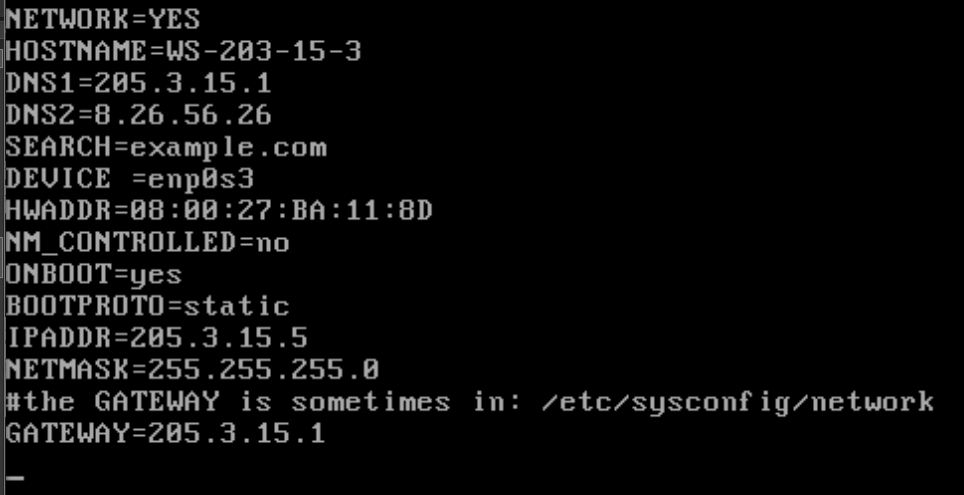 NETWORK=YES
HOSTNAME=WS-203-15-3
DNS1=205.3.15.1
DNS2=8.26.56.26
SEARCH=example.com
DEVICE =enp0s3
HWADDR=08:00:27:BA:11:8D
NM_CONTROLLED=no
ONBOOT=yes
BOOTPROTO=static
IPADDR=205.3.15.5
NETMASK=255.255.255.0
#the GATEWAY is sometimes in: /etc/sysconfig/network
GATEWAY=205.3.15.1